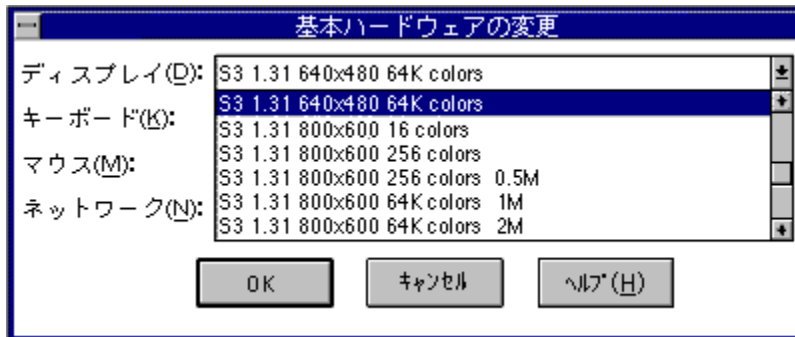 基本ハードウェアの変更
ディスプレイ(D): S3 1.31 640x480 64K colors
S3 1.31 640x480 64K colors
キーボード(K):
S3 1.31 800x600 16 colors
S3 1.31 800x600 256 colors
マウス(M):
S3 1.31 800x600 256 colors 0.5M
S3 1.31 800x600 64K colors 1M
ネットワーク(N):
S3 1.31 800x600 64K colors 2M
OK キャンセル ヘルプ(H)